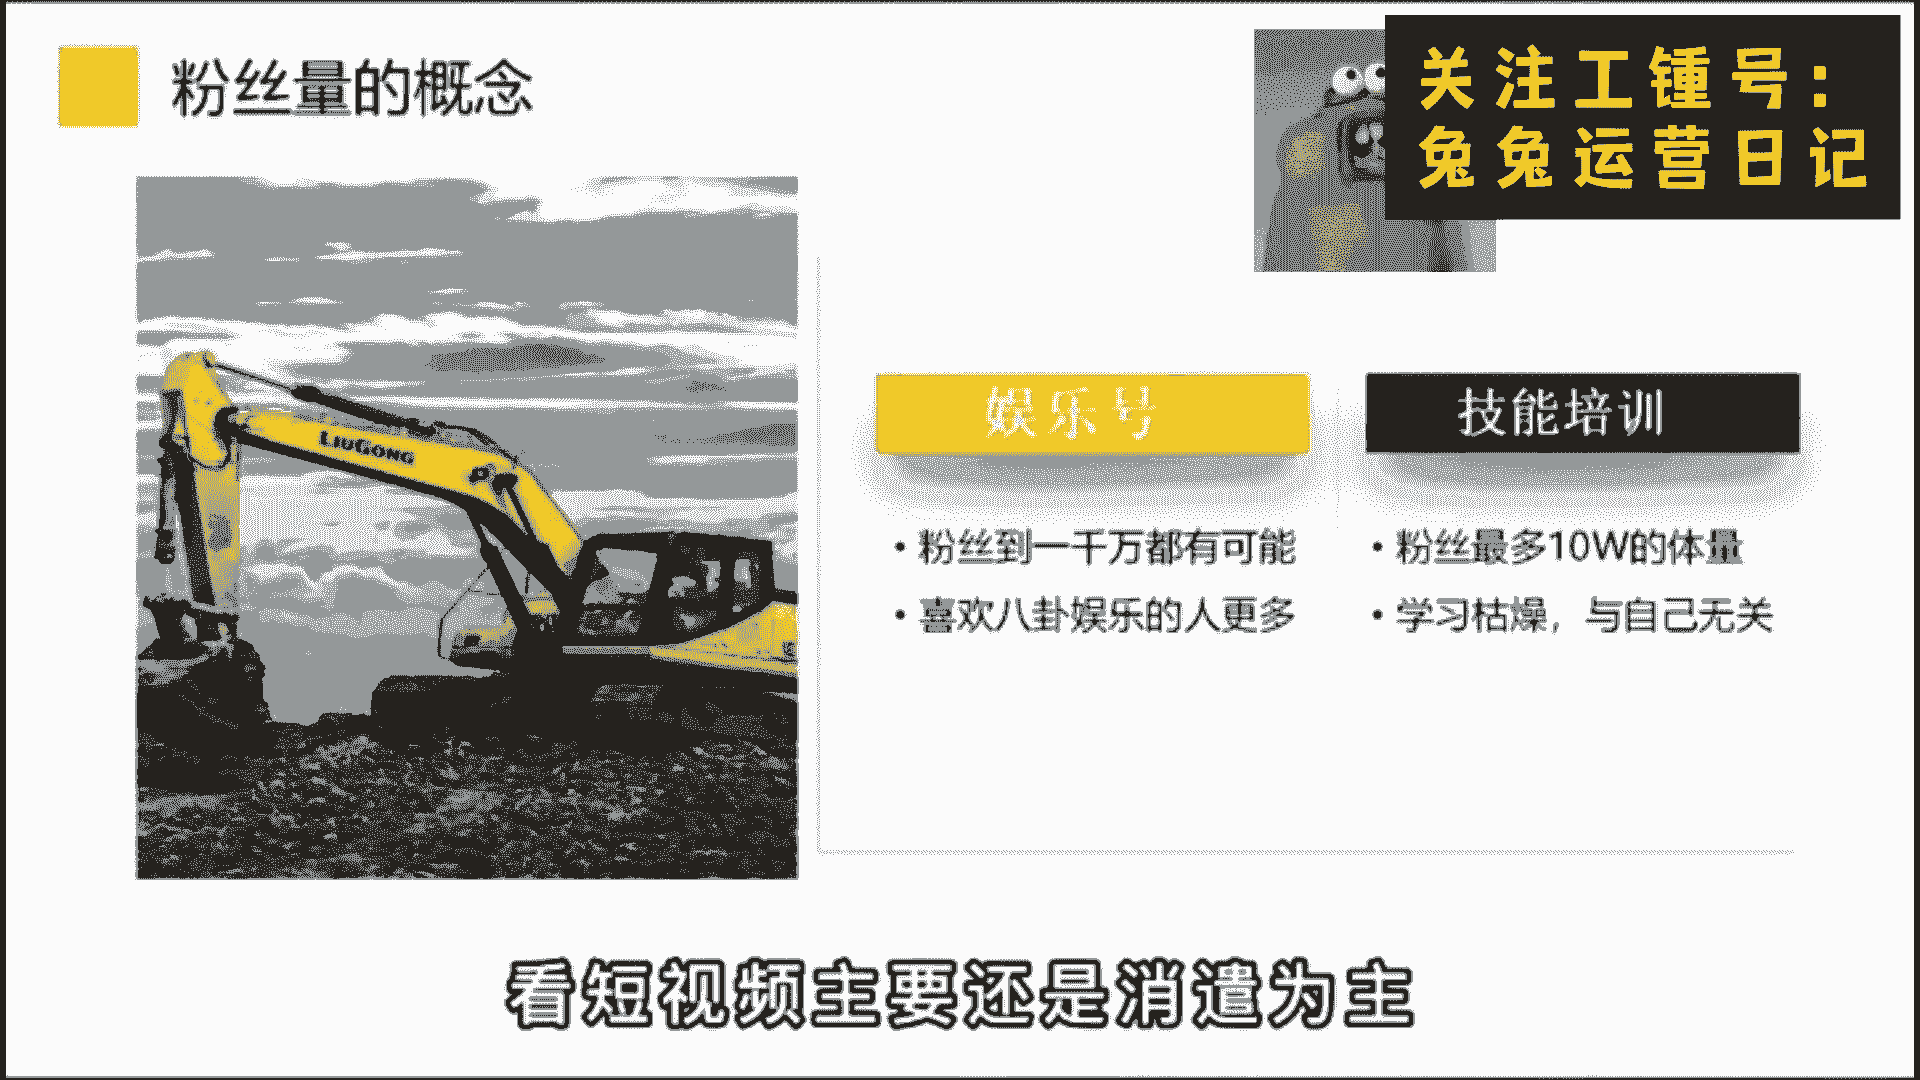 粉丝量的概念
关注工锺号：
兔兔运营日记
LIUGONG
娱乐号
技能培训
• 粉丝到一千万都有可能
• 喜欢八卦娱乐的人更多
• 粉丝最多10W的体量
• 学习枯燥，与自己无关
看短视频主要还是消遣为主